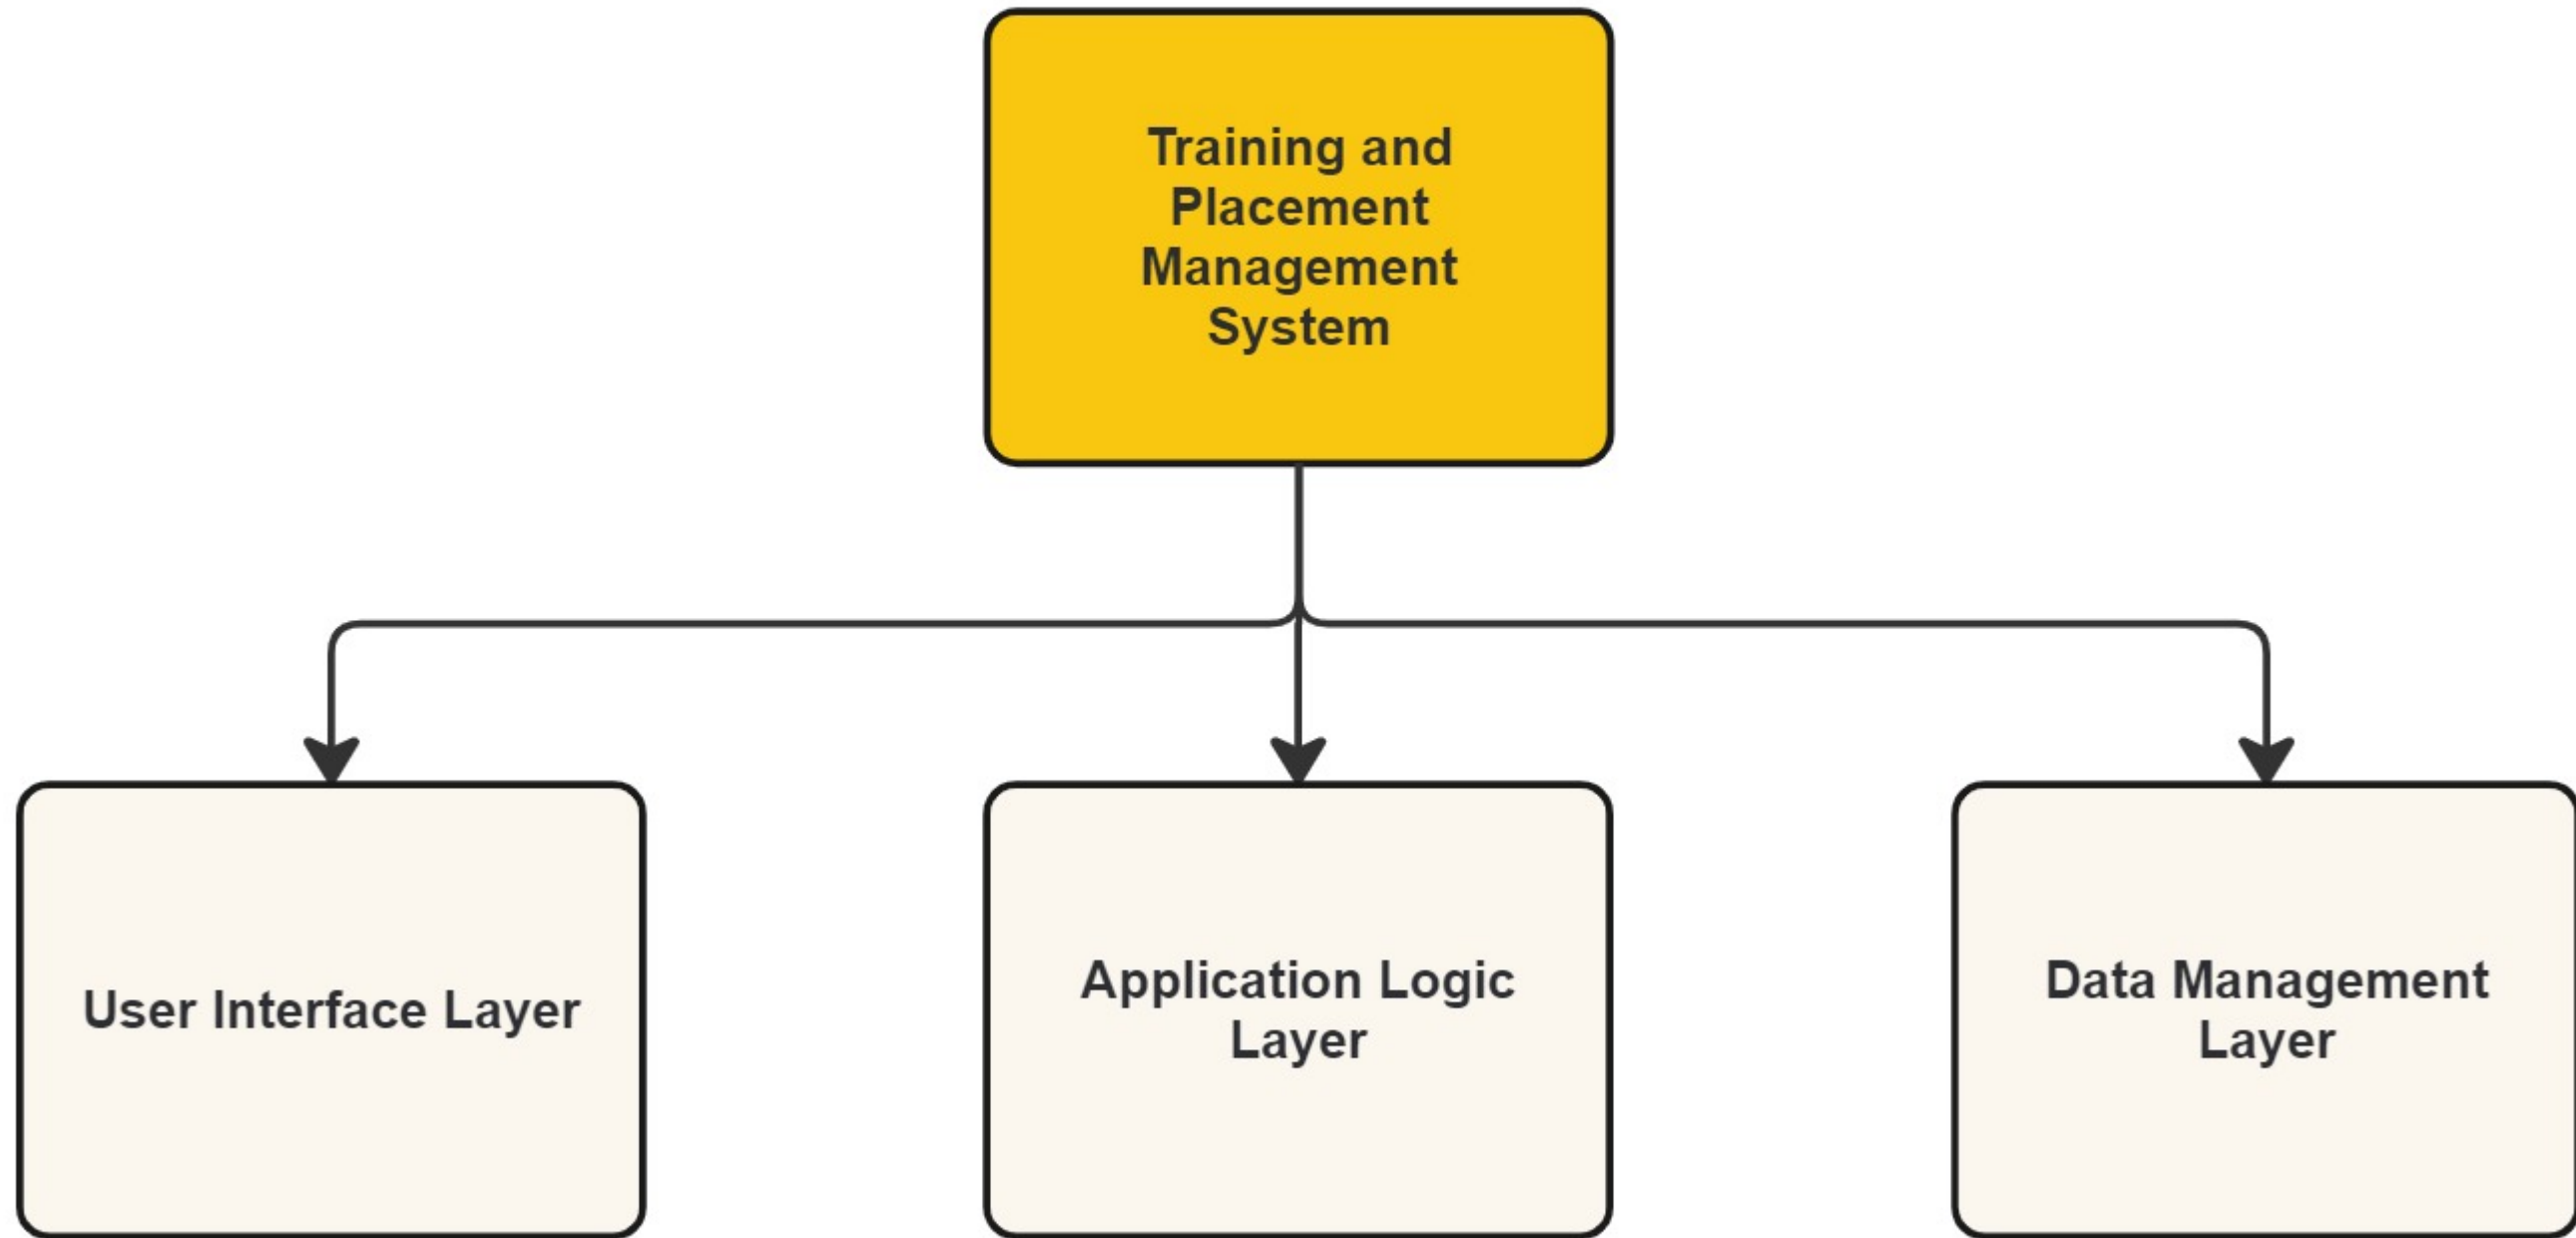 Training and
Placement
Management
System
User Interface Layer
Application Logic
Layer
Data Management
Layer